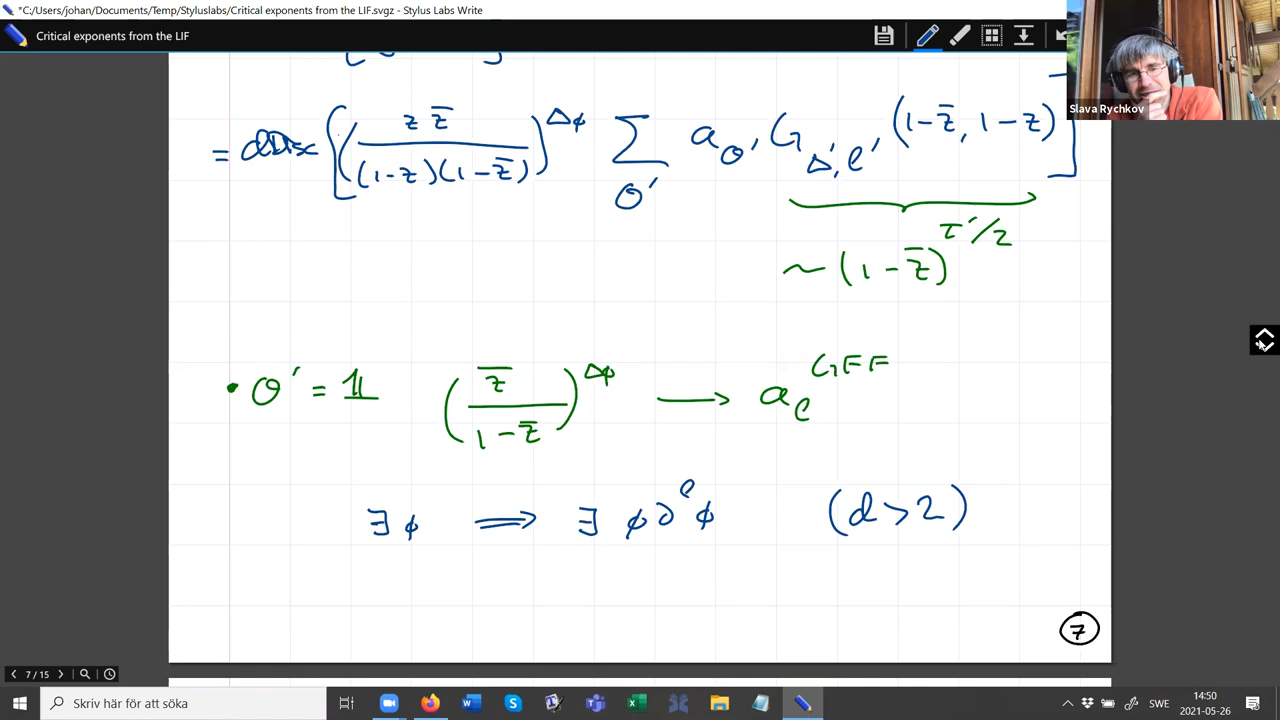 *C:/Users/johan/Documents/Temp/Styluslabs/Critical exponents from the LIF.svgz - Stylus Labs Write
Critical exponents from the LIF
Slava Rychkov
= dDisc [ ( z z̄ / (1-z)(1-z̄) )^Δϕ ∑_O' a_O' G_Δ',ℓ' (1-z̄, 1-z) ]
~ (1-z̄)^τ'/2
• O' = 𝟙 ( z̄ / 1-z̄ )^Δϕ → a_ℓ^GFF
∃ϕ ⟹ ∃ ϕ∂^ℓϕ (d>2)
7
7 / 15
Skriv här för att söka
SWE
14:50
2021-05-26